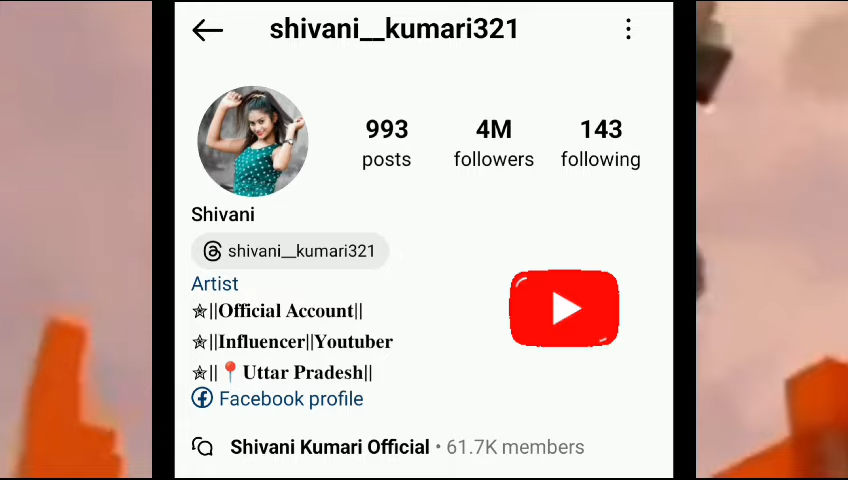 shivani__kumari321
993 4M 143
posts followers following
Shivani
shivani__kumari321
Artist
✯||Official Account||
✯||Influencer||Youtuber
✯||📍Uttar Pradesh||
Facebook profile
Shivani Kumari Official • 61.7K members